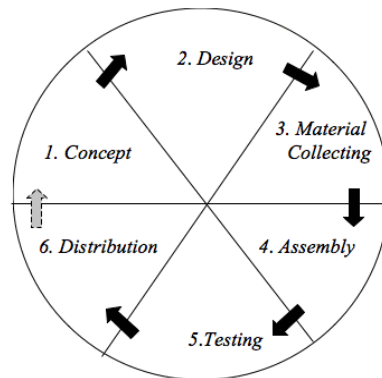 1. Concept
2. Design
3. Material
Collecting
4. Assembly
5.Testing
6. Distribution